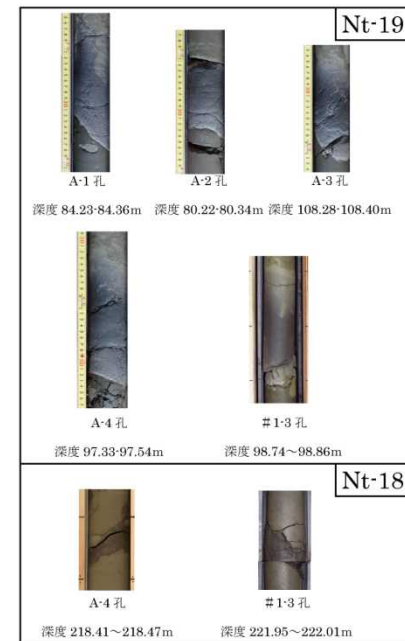 Nt-19
A-1 孔 A-2 孔 A-3 孔
深度 84.23-84.36m 深度 80.22-80.34m 深度 108.28-108.40m
A-4 孔 #1-3 孔
深度 97.33-97.54m 深度 98.74～98.86m
Nt-18
A-4 孔 #1-3 孔
深度 218.41～218.47m 深度 221.95～222.01m